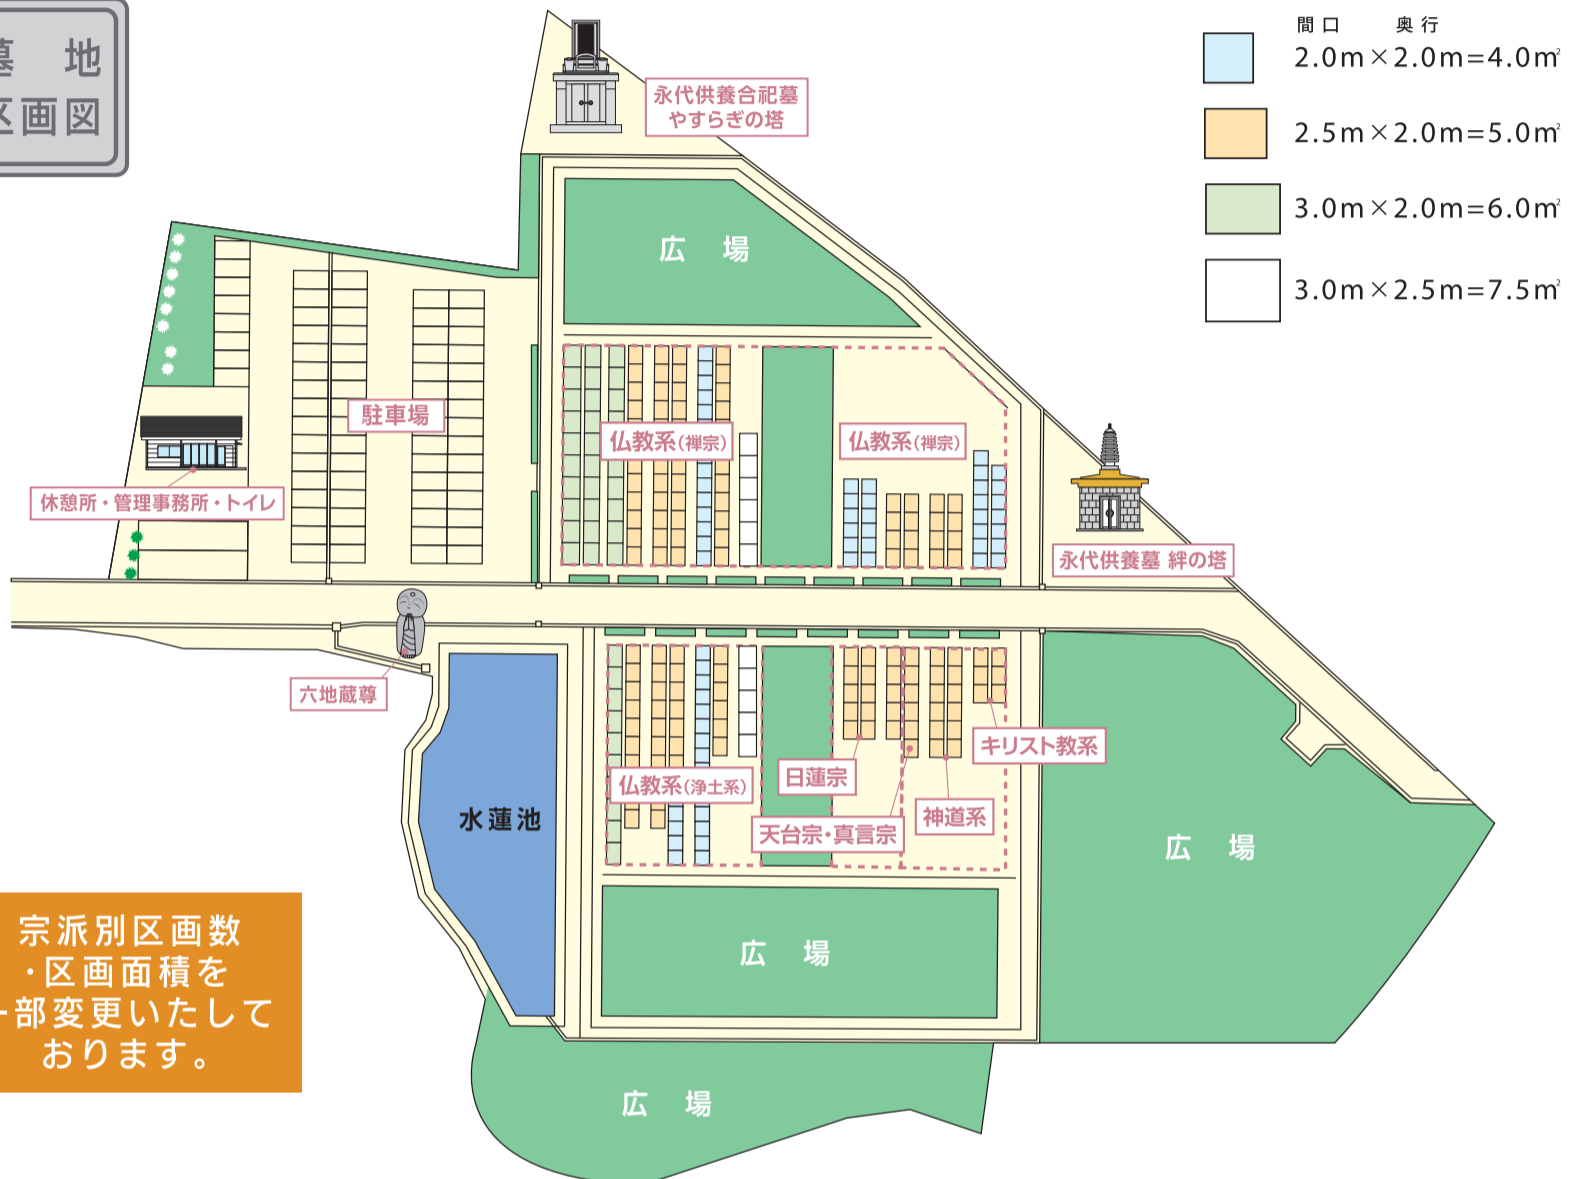 墓 地
区画図
間口 奥行
2.0m×2.0m=4.0㎡
2.5m×2.0m=5.0㎡
3.0m×2.0m=6.0㎡
3.0m×2.5m=7.5㎡
永代供養合祀墓
やすらぎの塔
広 場
駐車場
仏教系(禅宗)
仏教系(禅宗)
休憩所・管理事務所・トイレ
永代供養墓 絆の塔
六地蔵尊
キリスト教系
日蓮宗
仏教系(浄土系)
神道系
天台宗・真言宗
水蓮池
広 場
広 場
広 場
宗派別区画数
・区画面積を
一部変更いたして
おります。